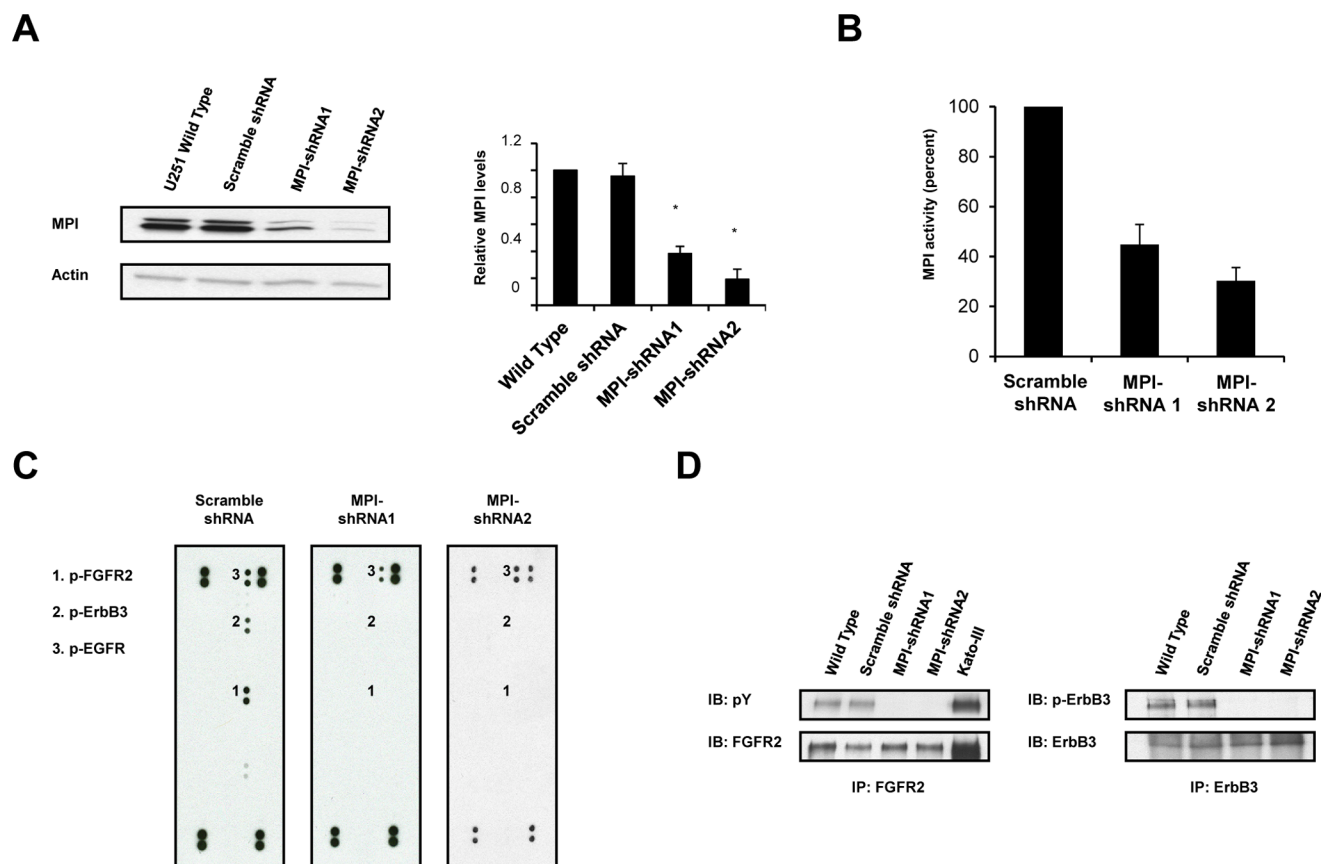 A
U251 Wild Type
Scramble shRNA
MPI-shRNA1
MPI-shRNA2
MPI
Actin
Relative MPI levels
1.2
0.8
0.4
0
*
*
Wild Type
Scramble shRNA
MPI-shRNA1
MPI-shRNA2
B
MPI activity (percent)
100
80
60
40
20
0
Scramble
shRNA
MPI-
shRNA 1
MPI-
shRNA 2
C
Scramble
shRNA
MPI-
shRNA1
MPI-
shRNA2
1. p-FGFR2
2. p-ErbB3
3. p-EGFR
3
2
1
3
2
1
3
2
1
D
Wild Type
Scramble shRNA
MPI-shRNA1
MPI-shRNA2
Kato-III
IB: pY
IB: FGFR2
IP: FGFR2
Wild Type
Scramble shRNA
MPI-shRNA1
MPI-shRNA2
IB: p-ErbB3
IB: ErbB3
IP: ErbB3